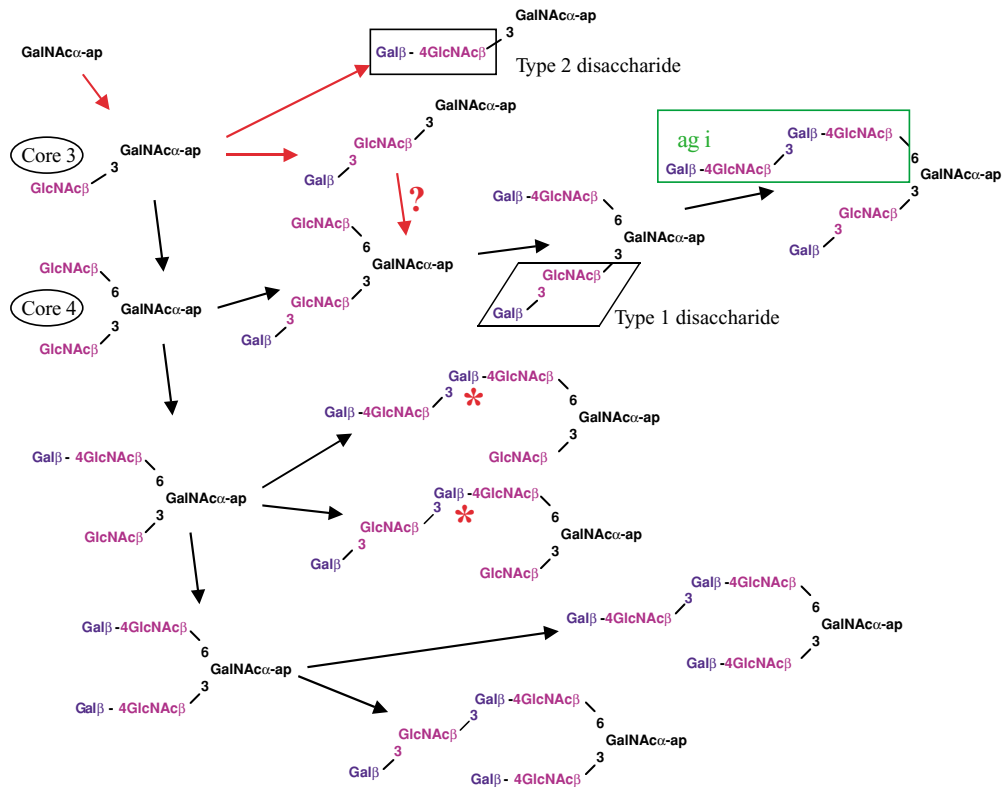 GalNAcα-ap
3
Galβ - 4GlcNAcβ
Type 2 disaccharide
GalNAcα-ap
Core 3
GalNAcα-ap
3
GlcNAcβ
GalNAcα-ap
3
GlcNAcβ
3
Galβ
?
ag i
Galβ-4GlcNAcβ
3
Galβ-4GlcNAcβ
6
GalNAcα-ap
3
GlcNAcβ
3
Galβ
Core 4
GlcNAcβ
6
GalNAcα-ap
3
GlcNAcβ
GlcNAcβ
6
GalNAcα-ap
3
GlcNAcβ
3
Galβ
Galβ-4GlcNAcβ
6
GalNAcα-ap
3
GlcNAcβ
3
Galβ
Type 1 disaccharide
Galβ - 4GlcNAcβ
6
GalNAcα-ap
3
GlcNAcβ
Galβ-4GlcNAcβ
3
*
Galβ-4GlcNAcβ
6
GalNAcα-ap
3
GlcNAcβ
Galβ-4GlcNAcβ
3
*
GlcNAcβ
3
Galβ
6
GalNAcα-ap
3
GlcNAcβ
Galβ-4GlcNAcβ
6
GalNAcα-ap
3
Galβ- 4GlcNAcβ
Galβ-4GlcNAcβ
3
Galβ-4GlcNAcβ
6
GalNAcα-ap
3
Galβ-4GlcNAcβ
Galβ-4GlcNAcβ
3
GlcNAcβ
3
Galβ
6
GalNAcα-ap
3
Galβ- 4GlcNAcβ